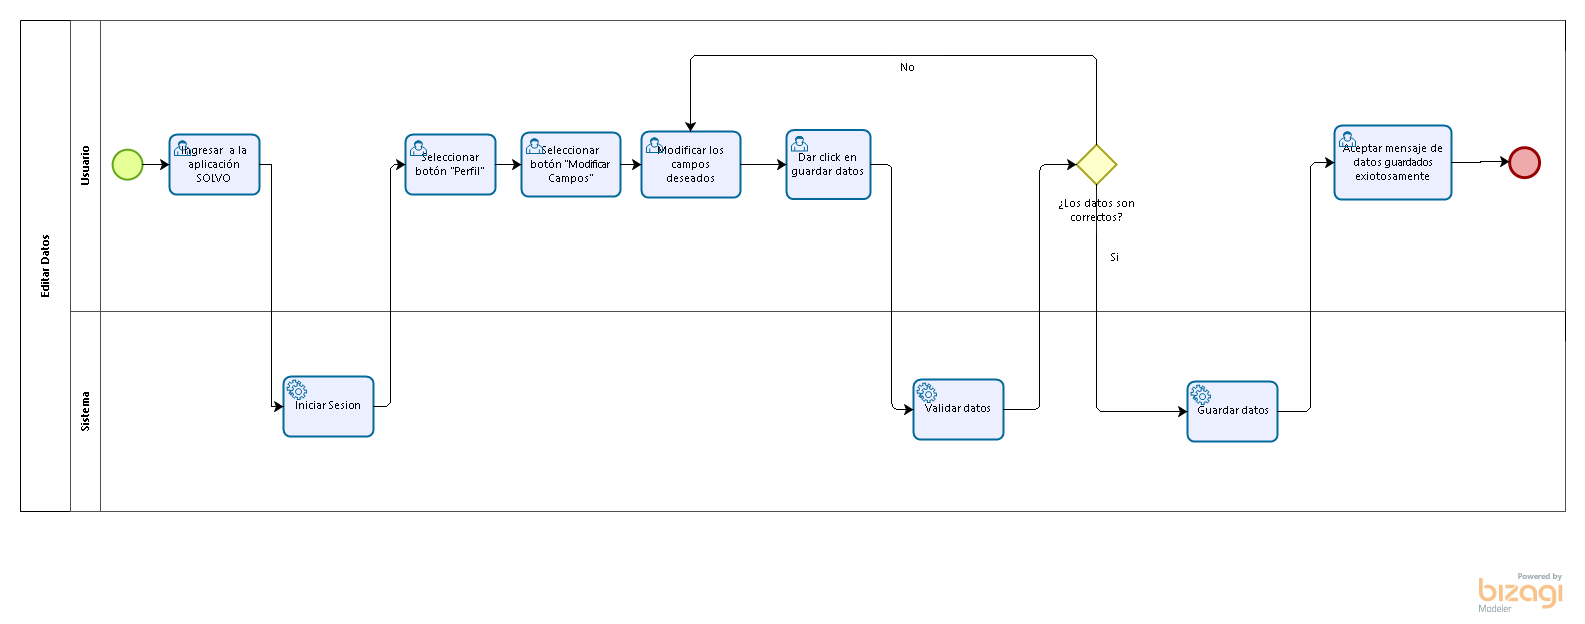 Editar Datos
Usuario
Ingresar a la
aplicación
SOLVO
Seleccionar
botón "Perfil"
Seleccionar
botón "Modificar
Campos"
Modificar los
campos
deseados
Dar click en
guardar datos
No
¿Los datos son
correctos?
Si
Aceptar mensaje de
datos guardados
exiotosamente
Sistema
Iniciar Sesion
Validar datos
Guardar datos
Powered by
bizagi
Modeler